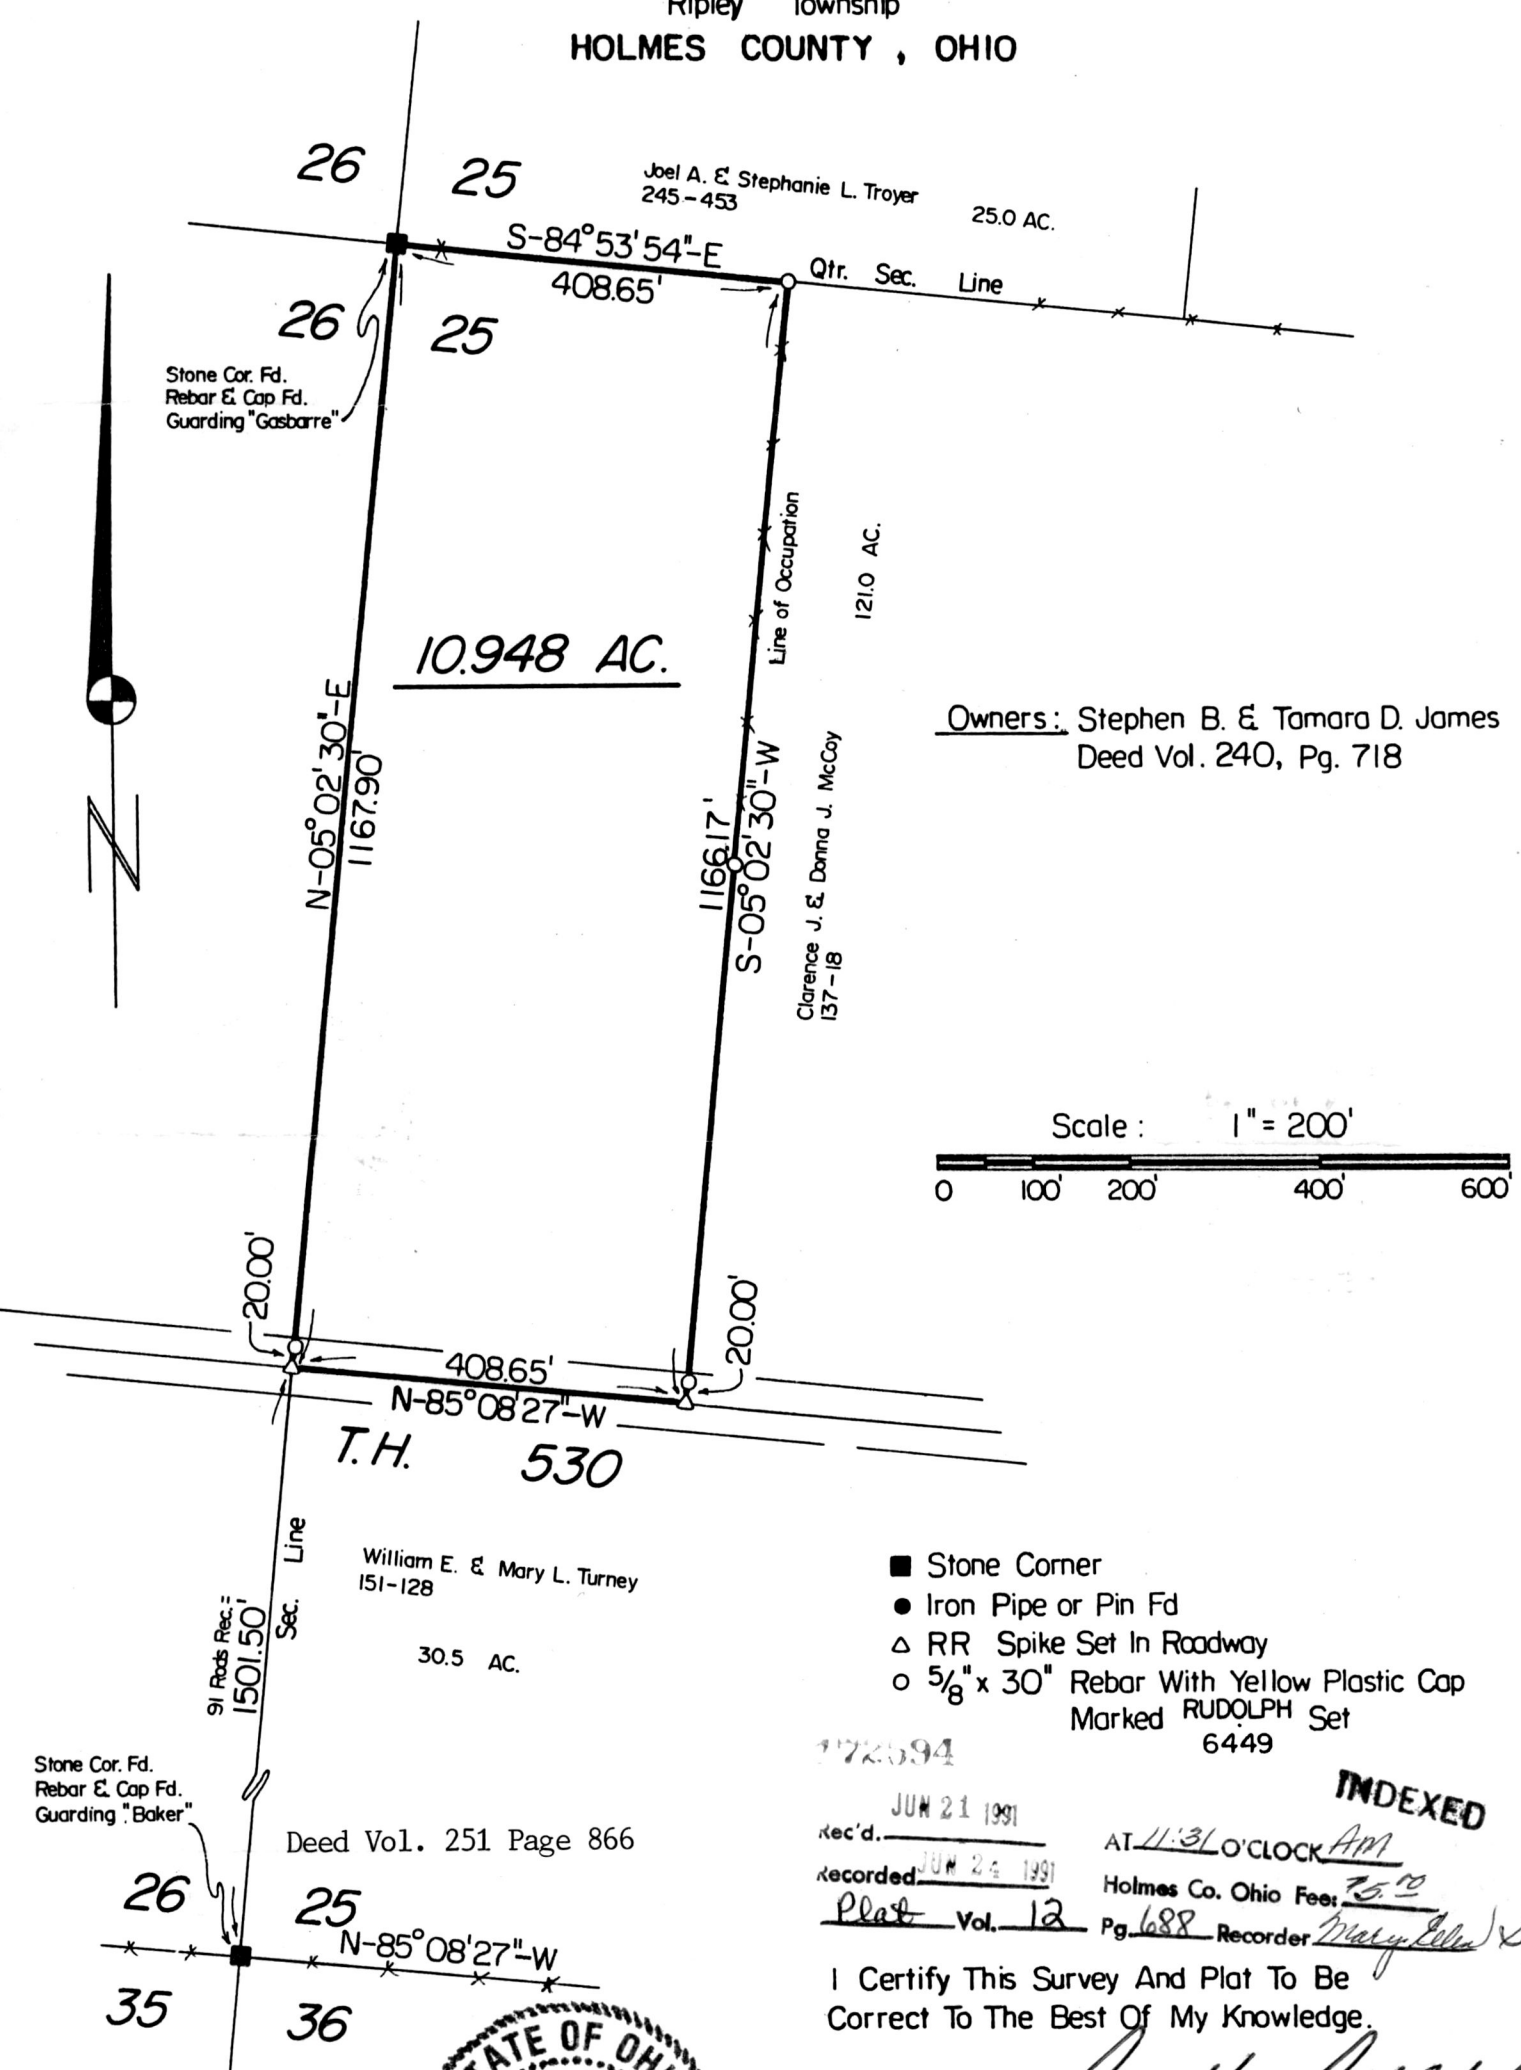 Ripley Township
HOLMES COUNTY, OHIO
26
25
Joel A. & Stephanie L. Troyer
245-453
25.0 AC.
S-84°53'54"-E
408.65'
Qtr. Sec. Line
26
25
Stone Cor. Fd.
Rebar & Cap Fd.
Guarding "Gasbarre"
Line of Occupation
121.0 AC.
10.948 AC.
N-05°02'30"-E
1167.90'
Owners: Stephen B. & Tamara D. James
Deed Vol. 240, Pg. 718
1166.17'
S-05°02'30"-W
Clarence J. & Donna J. McCoy
137-18
N
Scale: 1"= 200'
0 100' 200' 400' 600'
20.00'
20.00'
408.65'
N-85°08'27"-W
T.H. 530
Sec. Line
William E. & Mary L. Turney
151-128
30.5 AC.
91 Rods Rec.=
1501.50'
Stone Corner
Iron Pipe or Pin Fd
RR Spike Set In Roadway
5/8" x 30" Rebar With Yellow Plastic Cap
Marked RUDOLPH Set
6449
Stone Cor. Fd.
Rebar & Cap Fd.
Guarding "Baker"
INDEXED
JUN 21 1991
Rec'd.
AT 11:31 O'CLOCK AM
Deed Vol. 251 Page 866
Recorded JUN 24 1991
Holmes Co. Ohio Fee:
Plat Vol. 12 Pg. 688 Recorder Mary Ellen
26
25
N-85°08'27"-W
35
36
I Certify This Survey And Plat To Be
Correct To The Best Of My Knowledge.
STATE OF OHIO